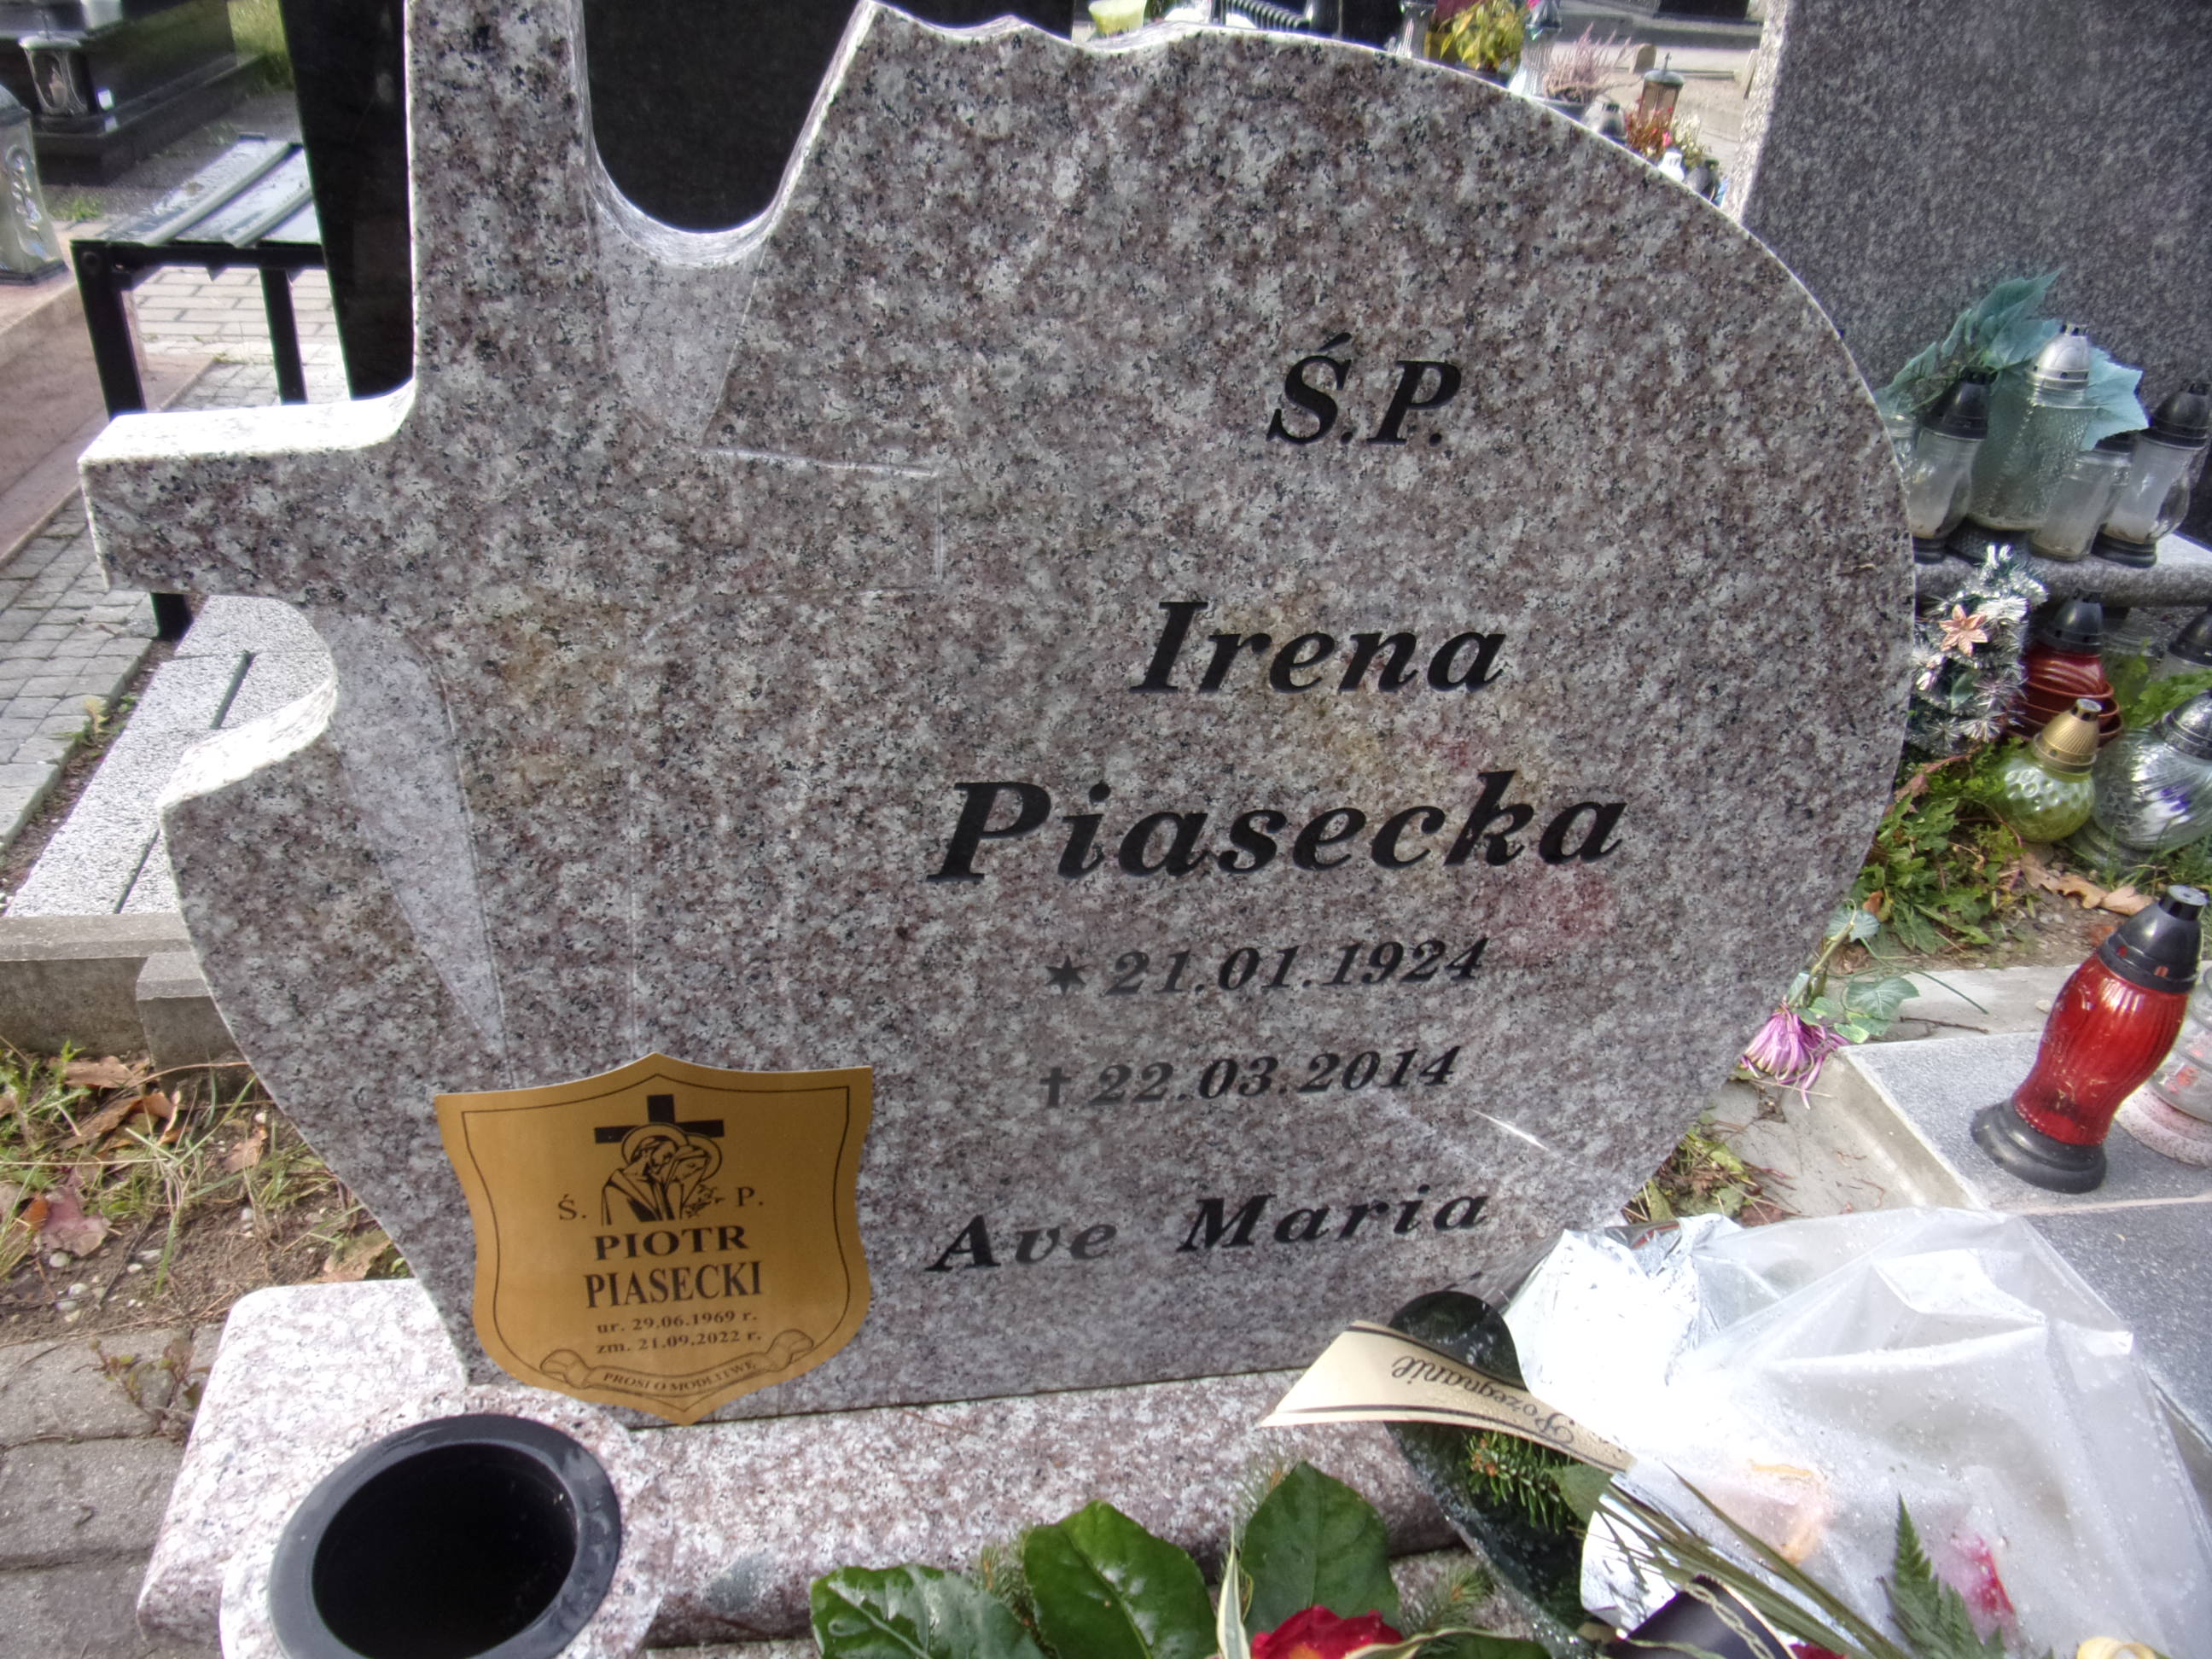 Ś.P.
Irena
Piasecka
✶ 21.01.1924
† 22.03.2014
Ave Maria
Ś. P.
PIOTR
PIASECKI
ur. 29.06.1969 r.
zm. 21.09.2022 r.
PROSI O MODLITWĘ
Pożegnanie